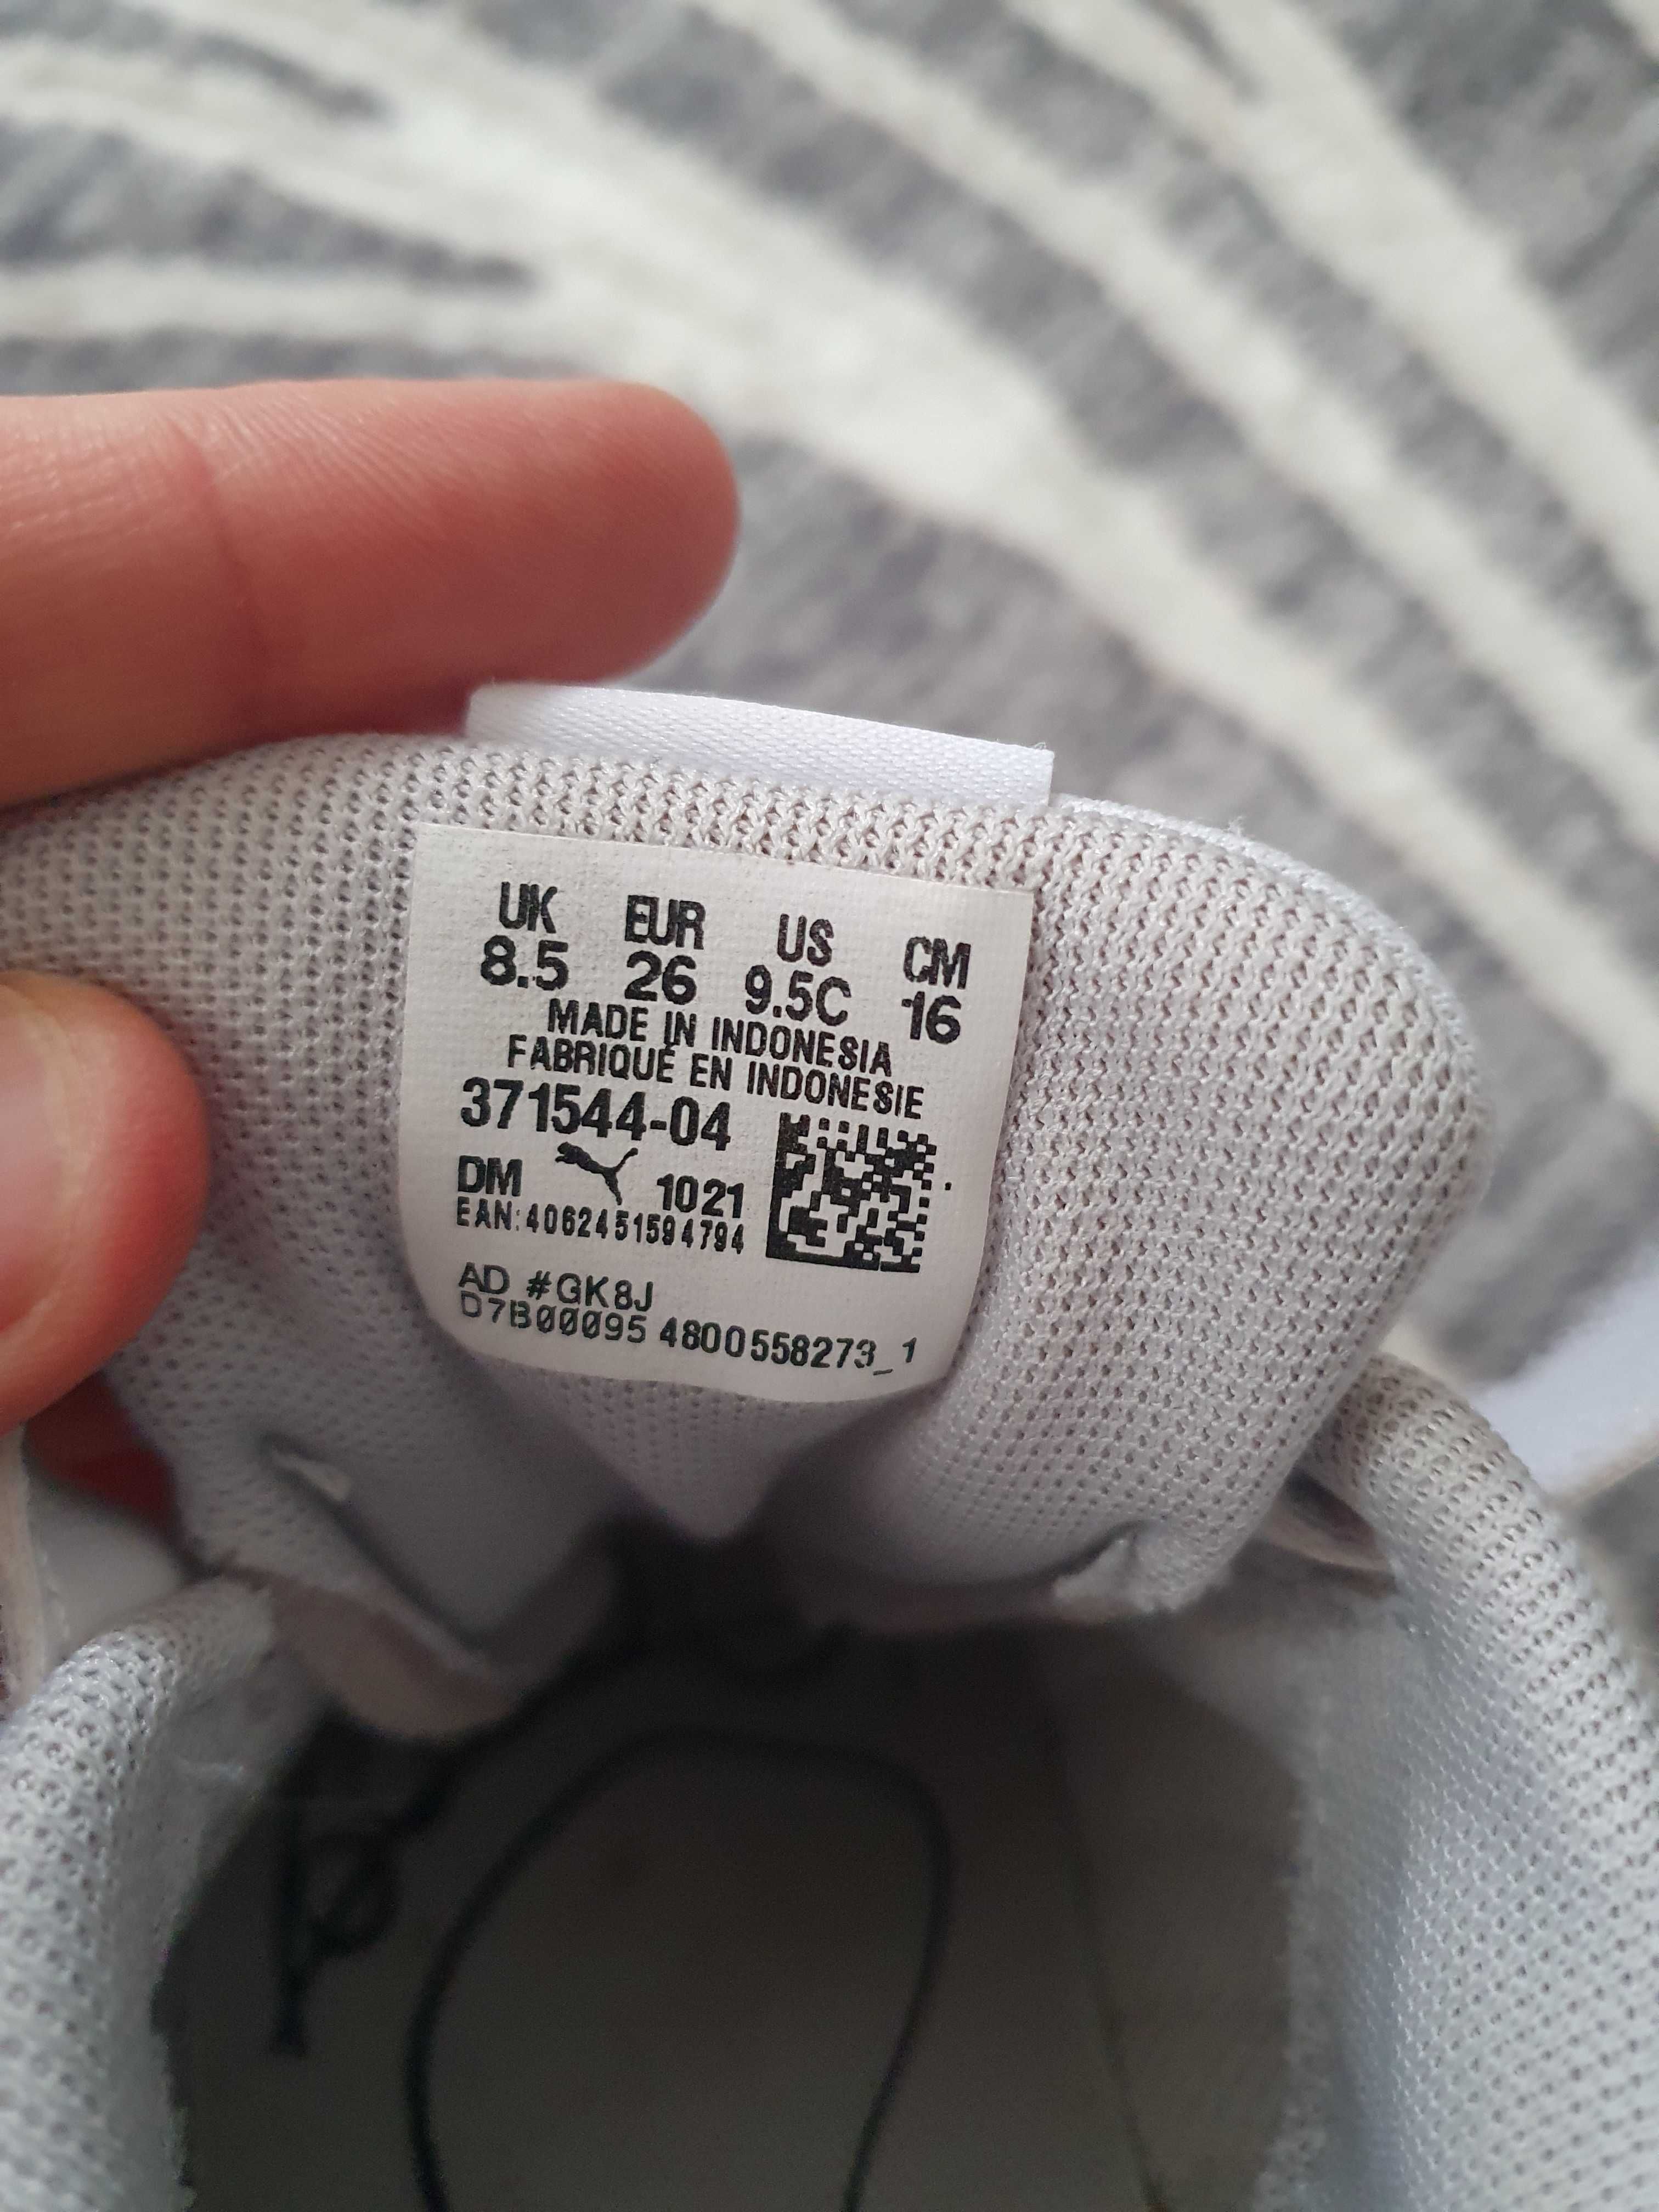 UK EUR US CM
8.5 26 9.5C 16
MADE IN INDONESIA
FABRIQUÉ EN INDONESIE
371544-04
DM 1021
EAN:4062451594794
AD #GK8J
D7B00095 4800558273_1